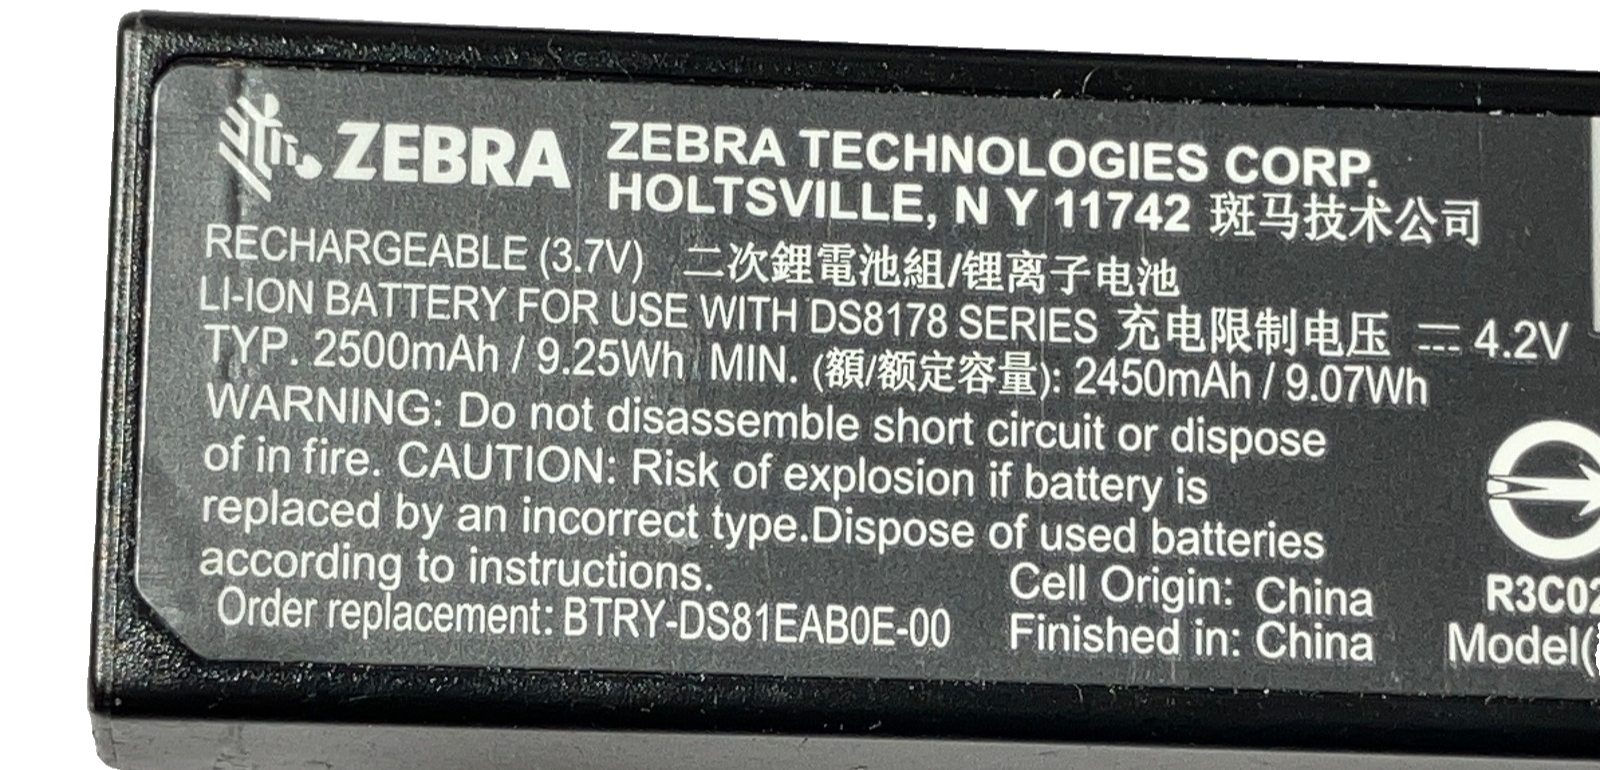 ZEBRA
ZEBRA TECHNOLOGIES CORP.
HOLTSVILLE, N Y 11742 斑马技术公司
RECHARGEABLE (3.7V) 二次鋰電池組/锂离子电池
LI-ION BATTERY FOR USE WITH DS8178 SERIES 充电限制电压 ⎓ 4.2V
TYP. 2500mAh / 9.25Wh MIN. (額/额定容量): 2450mAh / 9.07Wh
WARNING: Do not disassemble short circuit or dispose
of in fire. CAUTION: Risk of explosion if battery is
replaced by an incorrect type.Dispose of used batteries
according to instructions.
Order replacement: BTRY-DS81EAB0E-00
Cell Origin: China
Finished in: China
R3C02
Model(